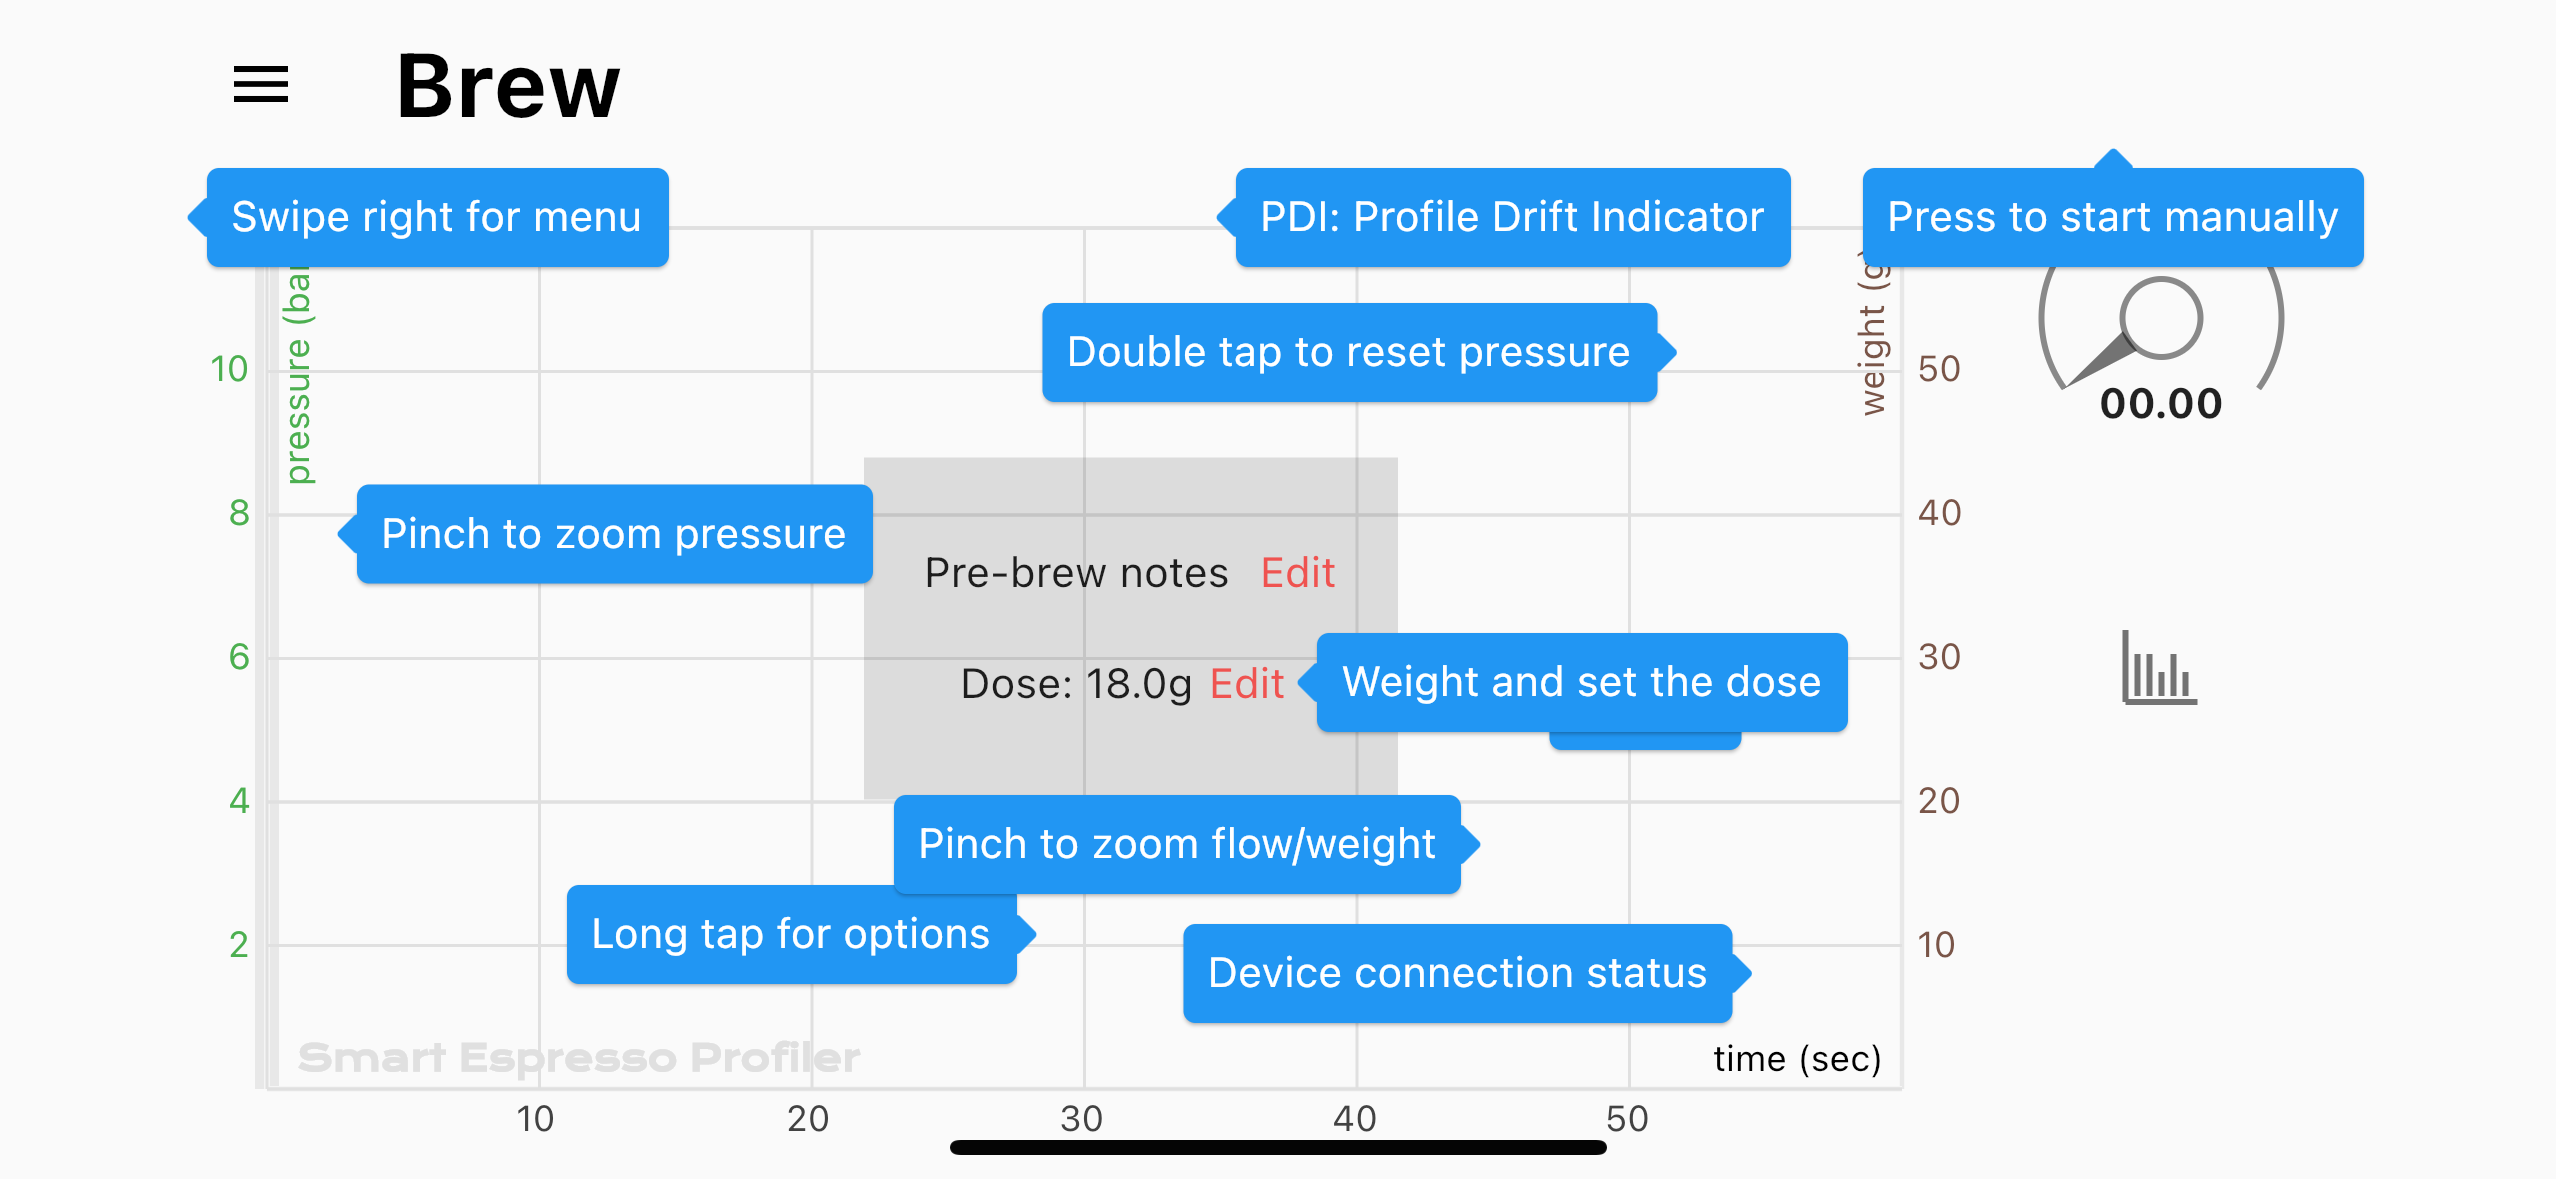 Brew
Swipe right for menu
PDI: Profile Drift Indicator
Press to start manually
pressure (ba
weight (g
Double tap to reset pressure
10
50
00.00
8
40
Pinch to zoom pressure
Pre-brew notes Edit
6
30
Dose: 18.0g Edit
Weight and set the dose
4
20
Pinch to zoom flow/weight
Long tap for options
2
10
Device connection status
Smart Espresso Profiler
time (sec)
10 20 30 40 50